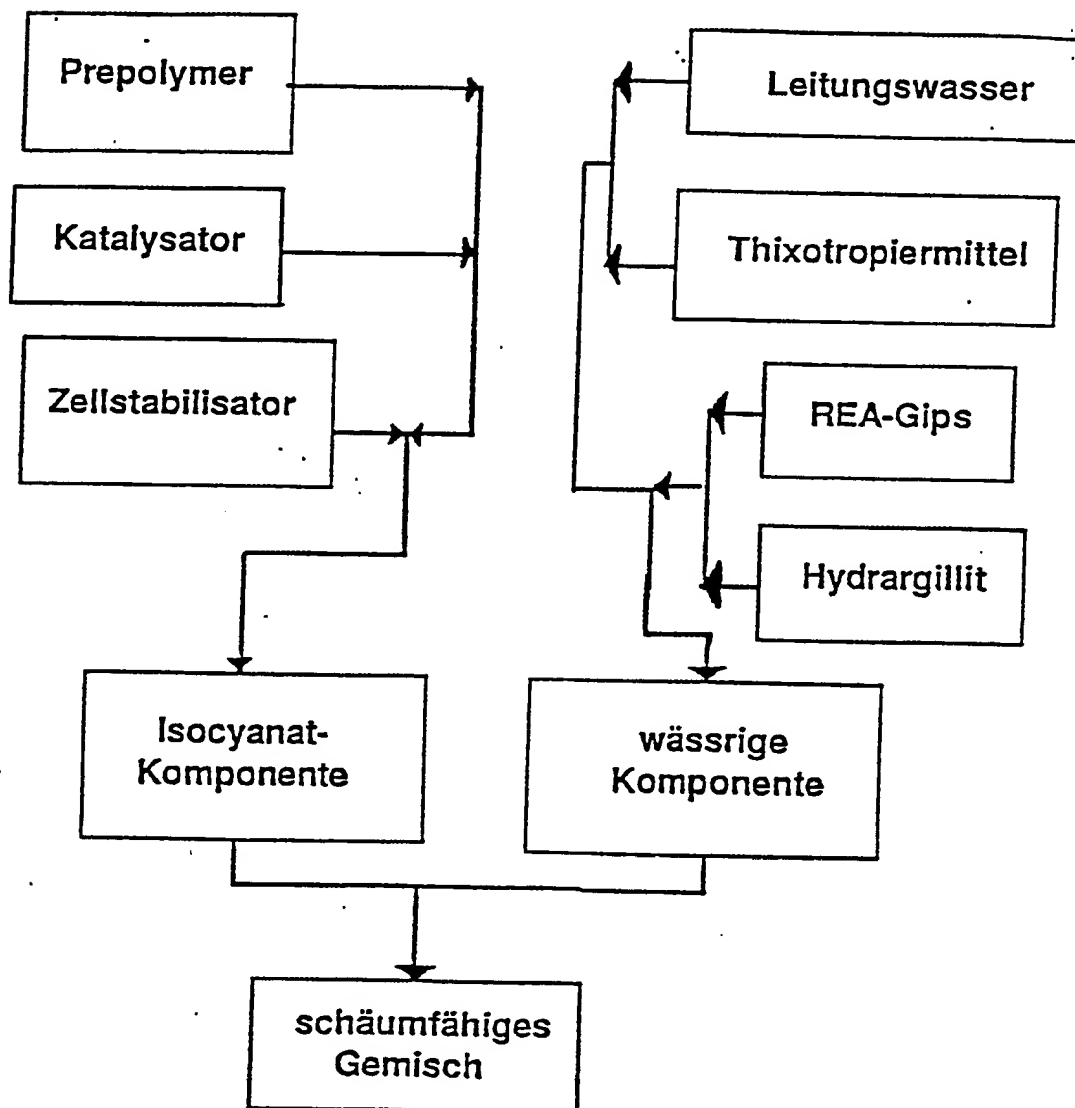 Prepolymer
Leitungswasser
Katalysator
Thixotropiermittel
Zellstabilisator
REA-Gips
Hydrargillit
Isocyanat-
Komponente
wässrige
Komponente
schäumfähiges
Gemisch